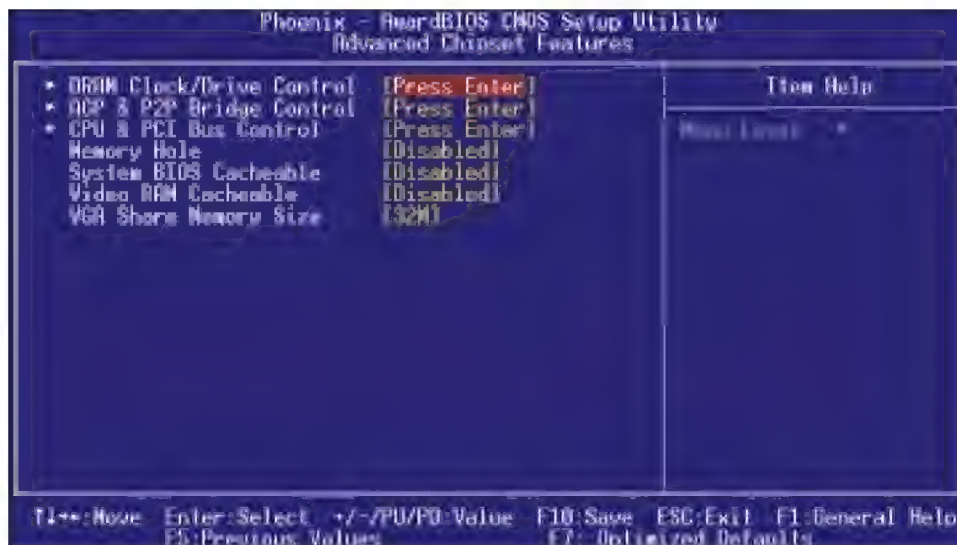 Phoenix - AwardBIOS CMOS Setup Utility
Advanced Chipset Features
DRAM Clock/Drive Control [Press Enter]
AGP & P2P Bridge Control [Press Enter]
CPU & PCI Bus Control [Press Enter]
Memory Hole [Disabled]
System BIOS Cacheable [Disabled]
Video RAM Cacheable [Disabled]
VGA Share Memory Size [32M]
Item Help
Menu Level
↑↓→←:Move Enter:Select +/-/PU/PD:Value F10:Save ESC:Exit F1:General Help
F5:Previous Values F7: Optimized Defaults